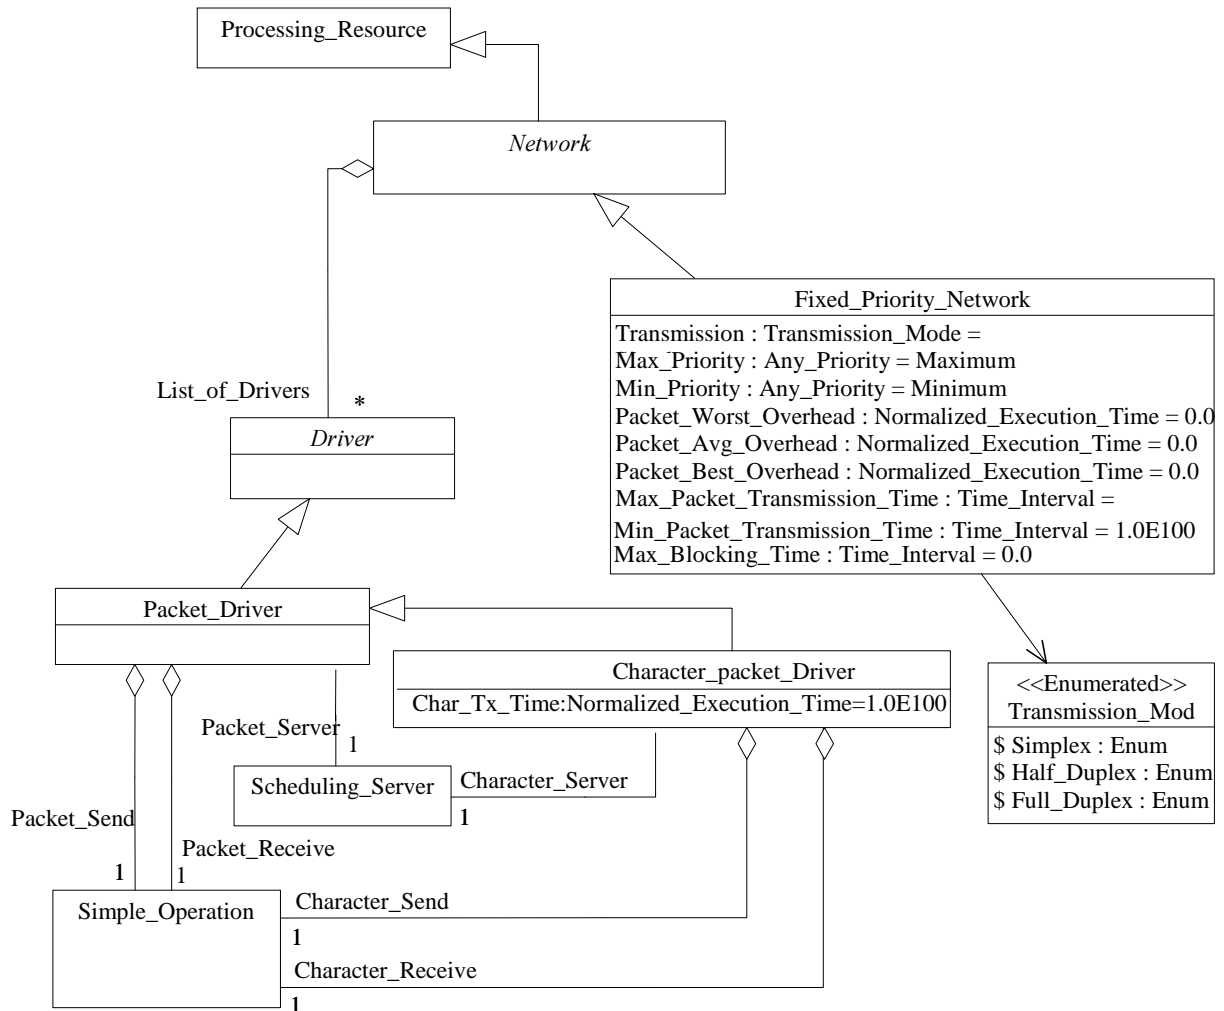 Processing_Resource
Network
Fixed_Priority_Network
Transmission : Transmission_Mode =
Max_Priority : Any_Priority = Maximum
Min_Priority : Any_Priority = Minimum
Packet_Worst_Overhead : Normalized_Execution_Time = 0.0
Packet_Avg_Overhead : Normalized_Execution_Time = 0.0
Packet_Best_Overhead : Normalized_Execution_Time = 0.0
Max_Packet_Transmission_Time : Time_Interval =
Min_Packet_Transmission_Time : Time_Interval = 1.0E100
Max_Blocking_Time : Time_Interval = 0.0
List_of_Drivers
*
Driver
Packet_Driver
Character_packet_Driver
Char_Tx_Time:Normalized_Execution_Time=1.0E100
<<Enumerated>>
Transmission_Mod
$ Simplex : Enum
$ Half_Duplex : Enum
$ Full_Duplex : Enum
Packet_Server
1
Scheduling_Server
Character_Server
1
Packet_Send
1
Packet_Receive
1
Simple_Operation
Character_Send
1
Character_Receive
1